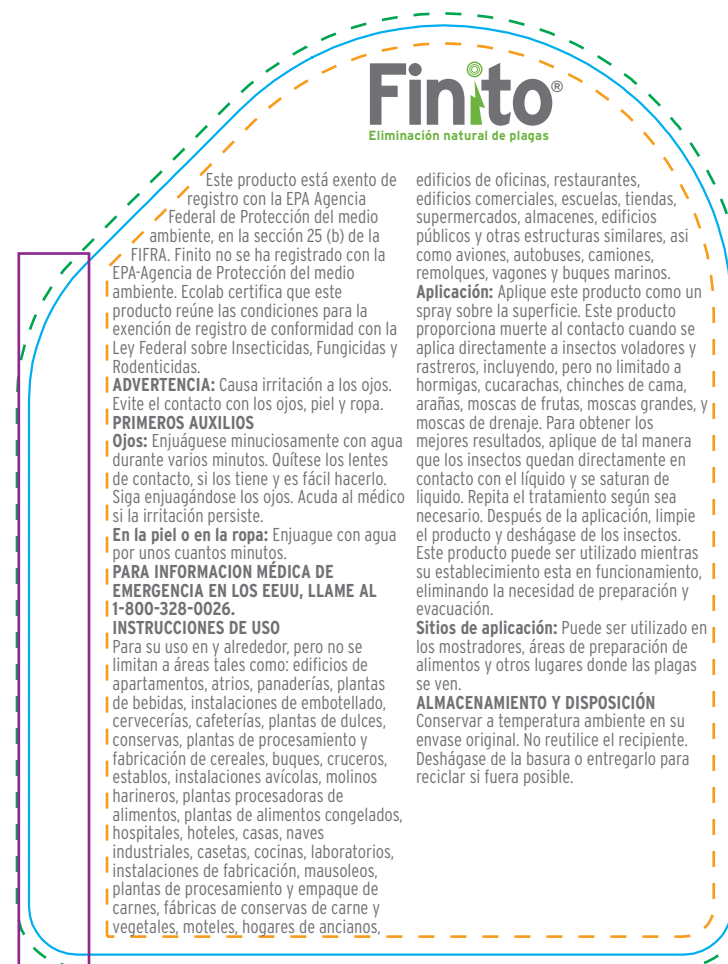 Finito®
Eliminación natural de plagas
Este producto está exento de
registro con la EPA Agencia
Federal de Protección del medio
ambiente, en la sección 25 (b) de la
FIFRA. Finito no se ha registrado con la
EPA-Agencia de Protección del medio
ambiente. Ecolab certifica que este
producto reúne las condiciones para la
exención de registro de conformidad con la
Ley Federal sobre Insecticidas, Fungicidas y
Rodenticidas.
ADVERTENCIA: Causa irritación a los ojos.
Evite el contacto con los ojos, piel y ropa.
PRIMEROS AUXILIOS
Ojos: Enjuáguese minuciosamente con agua
durante varios minutos. Quítese los lentes
de contacto, si los tiene y es fácil hacerlo.
Siga enjuagándose los ojos. Acuda al médico
si la irritación persiste.
En la piel o en la ropa: Enjuague con agua
por unos cuantos minutos.
PARA INFORMACION MÉDICA DE
EMERGENCIA EN LOS EEUU, LLAME AL
1-800-328-0026.
INSTRUCCIONES DE USO
Para su uso en y alrededor, pero no se
limitan a áreas tales como: edificios de
apartamentos, atrios, panaderías, plantas
de bebidas, instalaciones de embotellado,
cervecerías, cafeterías, plantas de dulces,
conservas, plantas de procesamiento y
fabricación de cereales, buques, cruceros,
establos, instalaciones avícolas, molinos
harineros, plantas procesadoras de
alimentos, plantas de alimentos congelados,
hospitales, hoteles, casas, naves
industriales, casetas, cocinas, laboratorios,
instalaciones de fabricación, mausoleos,
plantas de procesamiento y empaque de
carnes, fábricas de conservas de carne y
vegetales, moteles, hogares de ancianos,
edificios de oficinas, restaurantes,
edificios comerciales, escuelas, tiendas,
supermercados, almacenes, edificios
públicos y otras estructuras similares, asi
como aviones, autobuses, camiones,
remolques, vagones y buques marinos.
Aplicación: Aplique este producto como un
spray sobre la superficie. Este producto
proporciona muerte al contacto cuando se
aplica directamente a insectos voladores y
rastreros, incluyendo, pero no limitado a
hormigas, cucarachas, chinches de cama,
arañas, moscas de frutas, moscas grandes, y
moscas de drenaje. Para obtener los
mejores resultados, aplique de tal manera
que los insectos quedan directamente en
contacto con el líquido y se saturan de
liquido. Repita el tratamiento según sea
necesario. Después de la aplicación, limpie
el producto y deshágase de los insectos.
Este producto puede ser utilizado mientras
su establecimiento esta en funcionamiento,
eliminando la necesidad de preparación y
evacuación.
Sitios de aplicación: Puede ser utilizado en
los mostradores, áreas de preparación de
alimentos y otros lugares donde las plagas
se ven.
ALMACENAMIENTO Y DISPOSICIÓN
Conservar a temperatura ambiente en su
envase original. No reutilice el recipiente.
Deshágase de la basura o entregarlo para
reciclar si fuera posible.